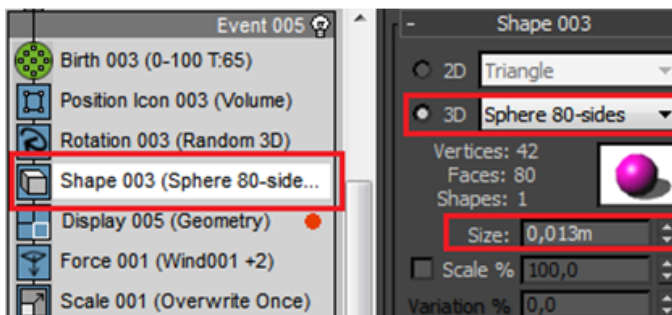 Event 005
Birth 003 (0-100 T:65)
Position Icon 003 (Volume)
Rotation 003 (Random 3D)
Shape 003 (Sphere 80-side...
Display 005 (Geometry)
Force 001 (Wind001 +2)
Scale 001 (Overwrite Once)
- Shape 003
2D Triangle
3D Sphere 80-sides
Vertices: 42
Faces: 80
Shapes: 1
Size: 0,013m
Scale % 100,0
Variation % 0,0